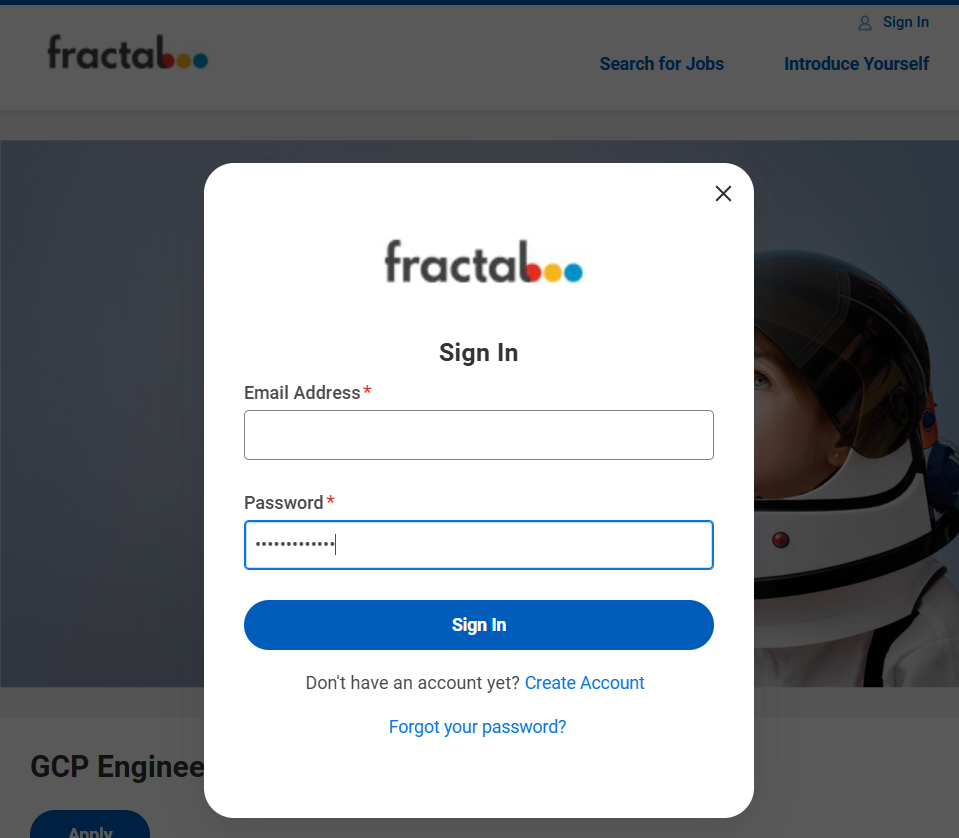 Sign In
fractal
Search for Jobs
Introduce Yourself
fractal
Sign In
Email Address*
Password*
•••••••••••••
Sign In
Don't have an account yet? Create Account
Forgot your password?
GCP Enginee
Apply